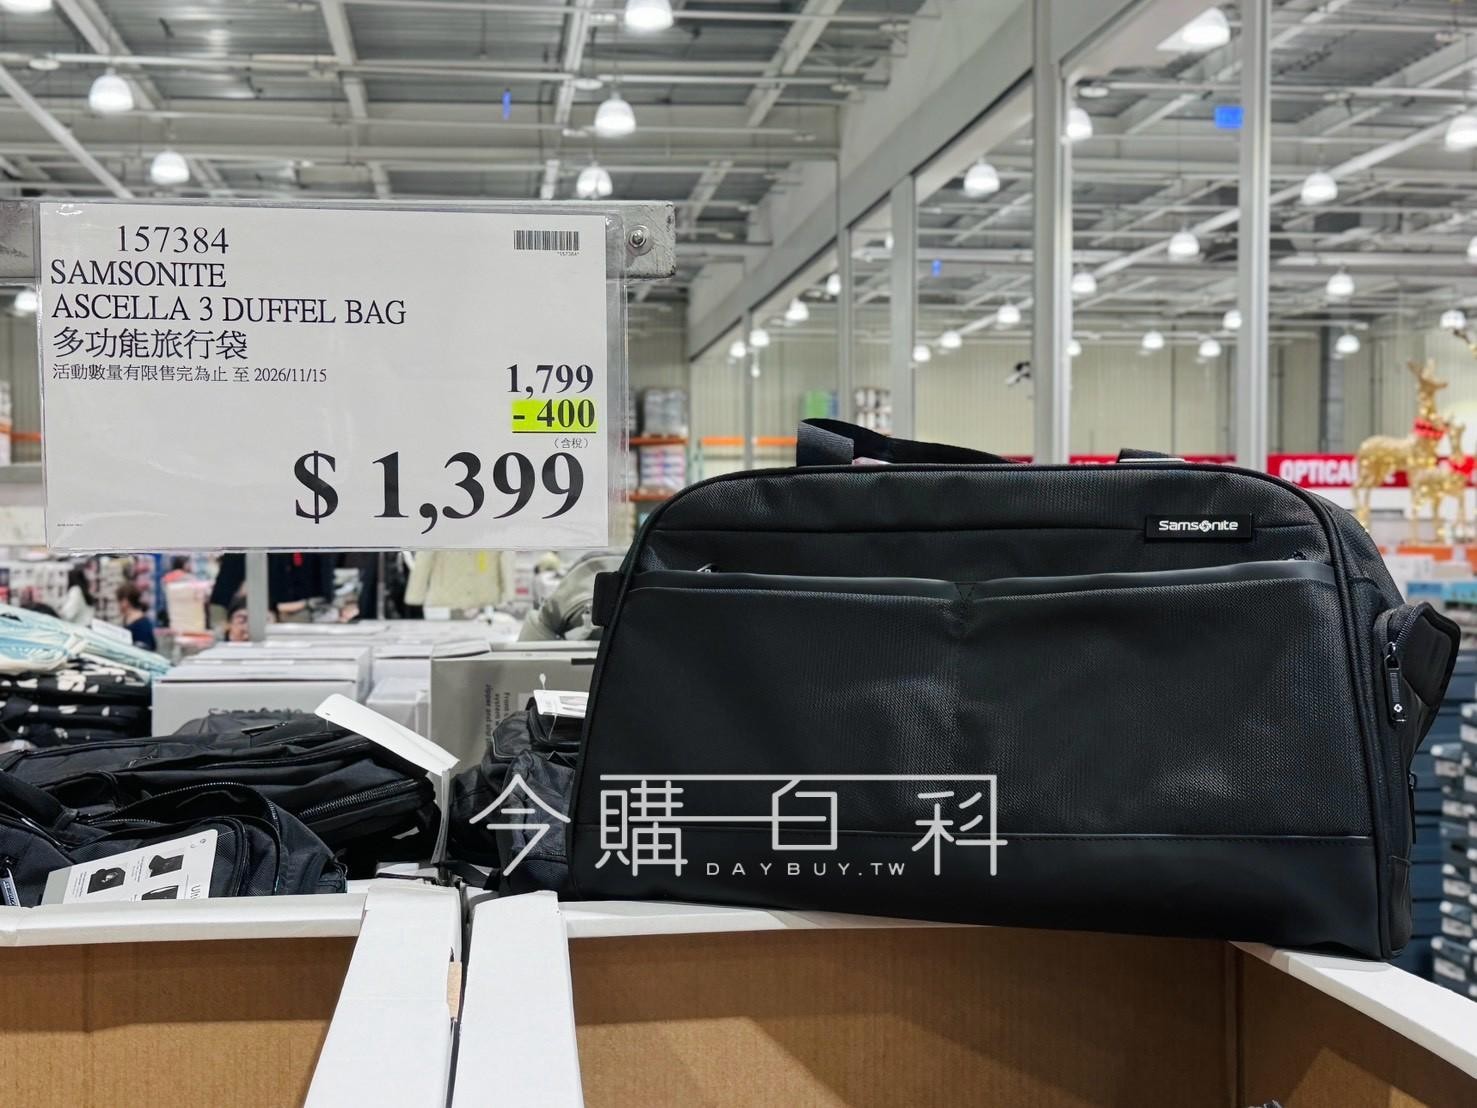 157384
"157384"
SAMSONITE
ASCELLA 3 DUFFEL BAG
多功能旅行袋
活動數量有限售完為止 至 2026/11/15
1,799
- 400
(含稅)
$ 1,399
OPTICA
Samsonite
今購百科
DAYBUY.TW